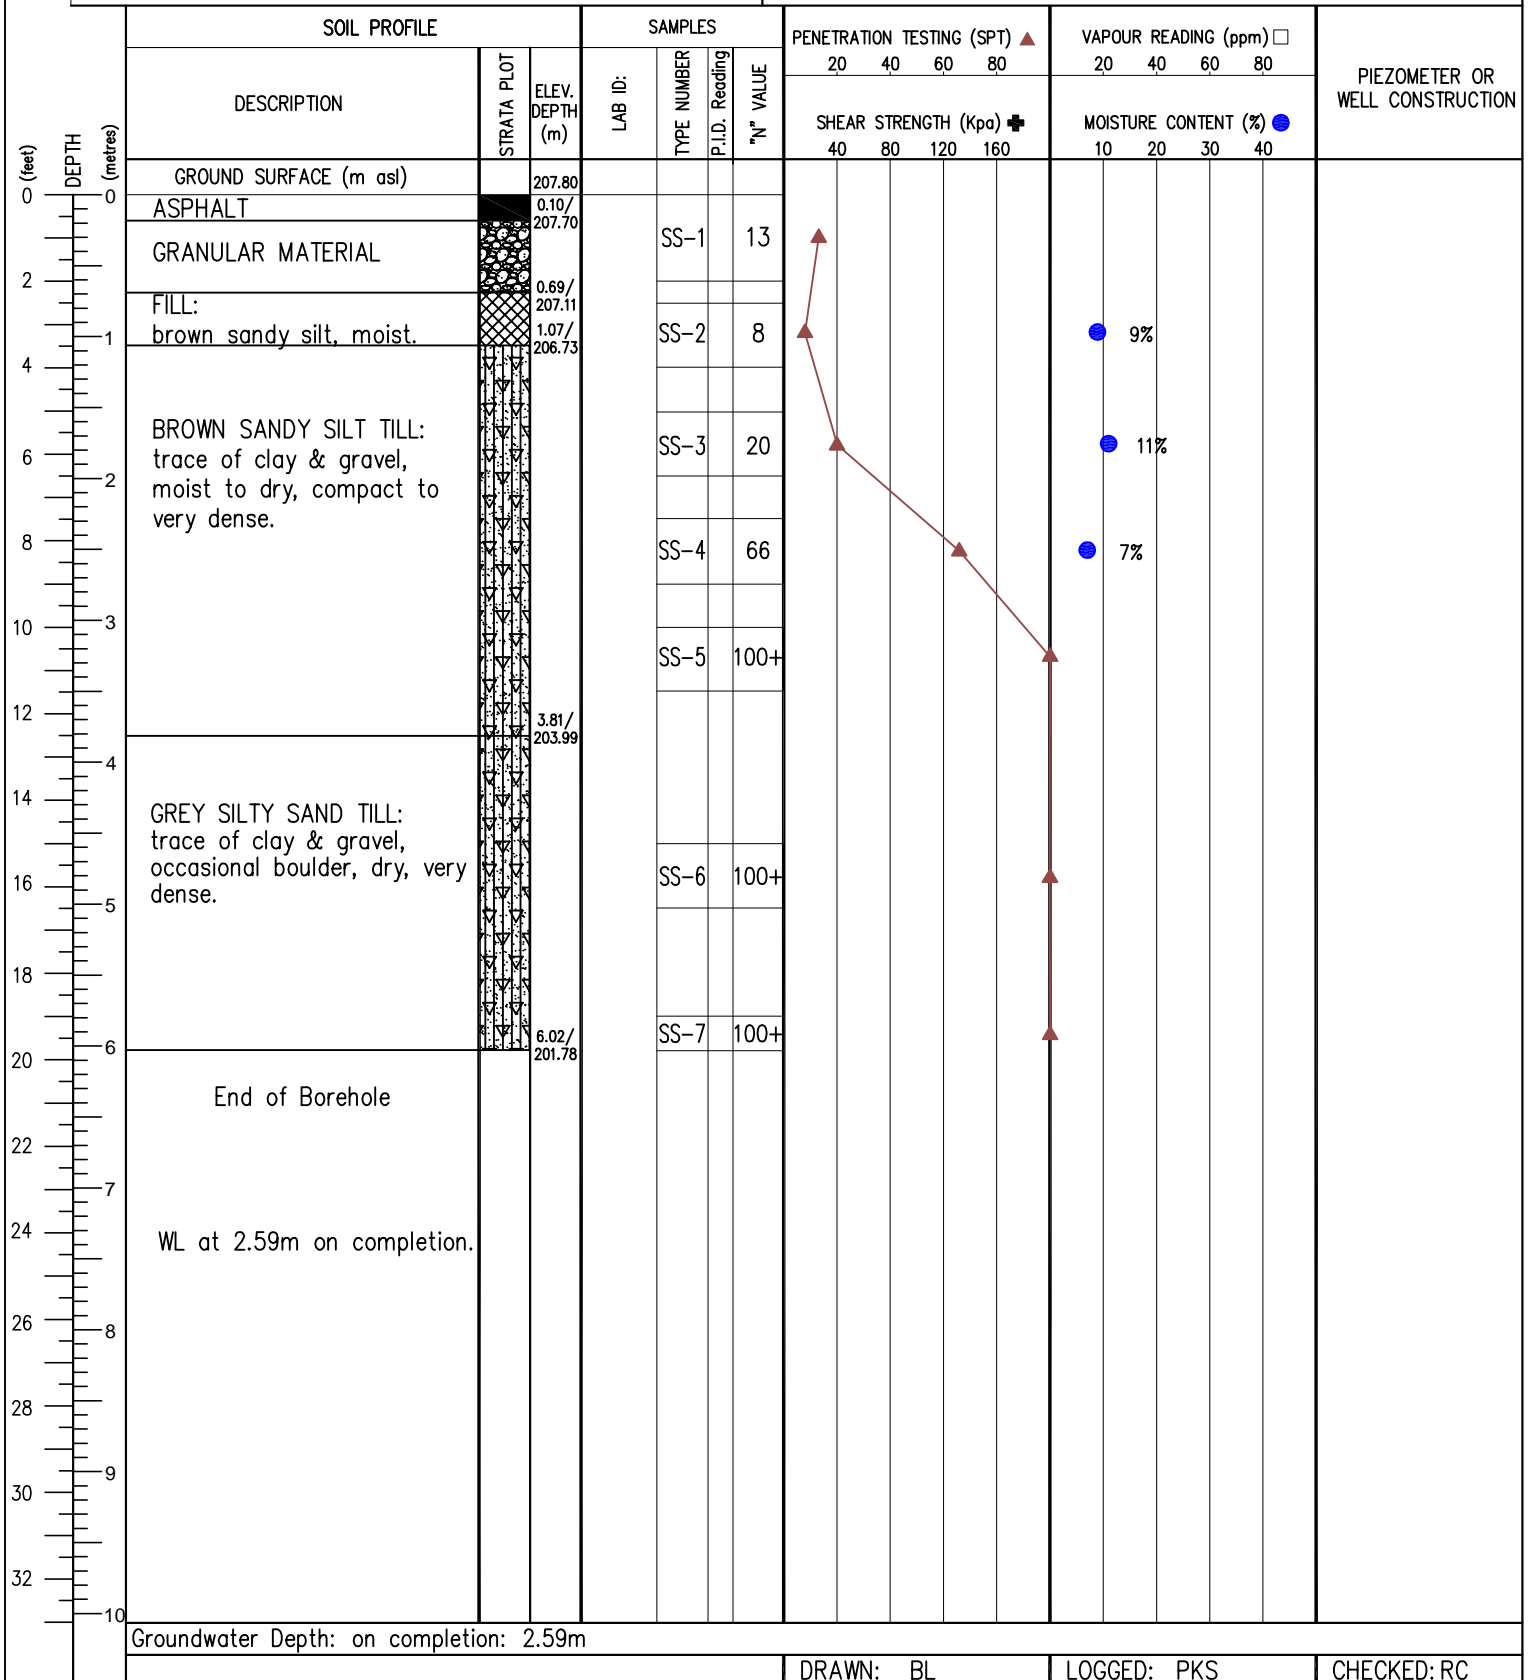 SOIL PROFILE
SAMPLES
PENETRATION TESTING (SPT)
20 40 60 80
SHEAR STRENGTH (Kpa)
40 80 120 160
VAPOUR READING (ppm)
20 40 60 80
MOISTURE CONTENT (%)
10 20 30 40
PIEZOMETER OR
WELL CONSTRUCTION
(feet)
DEPTH
(metres)
DESCRIPTION
STRATA PLOT
ELEV.
DEPTH
(m)
LAB ID:
TYPE NUMBER
P.I.D. Reading
"N" VALUE
GROUND SURFACE (m asl)
207.80
0
0
ASPHALT
0.10/
207.70
GRANULAR MATERIAL
SS-1 13
2
0.69/
207.11
FILL:
brown sandy silt, moist.
1
1.07/
206.73
SS-2 8
9%
4
BROWN SANDY SILT TILL:
trace of clay & gravel,
moist to dry, compact to
very dense.
SS-3 20
11%
6
2
8
SS-4 66
7%
10
3
SS-5 100+
12
3.81/
203.99
4
14
GREY SILTY SAND TILL:
trace of clay & gravel,
occasional boulder, dry, very
dense.
16
SS-6 100+
5
18
SS-7 100+
6
6.02/
201.78
20
End of Borehole
22
7
24
WL at 2.59m on completion.
26
8
28
9
30
32
10
Groundwater Depth: on completion: 2.59m
DRAWN: BL
LOGGED: PKS
CHECKED: RC